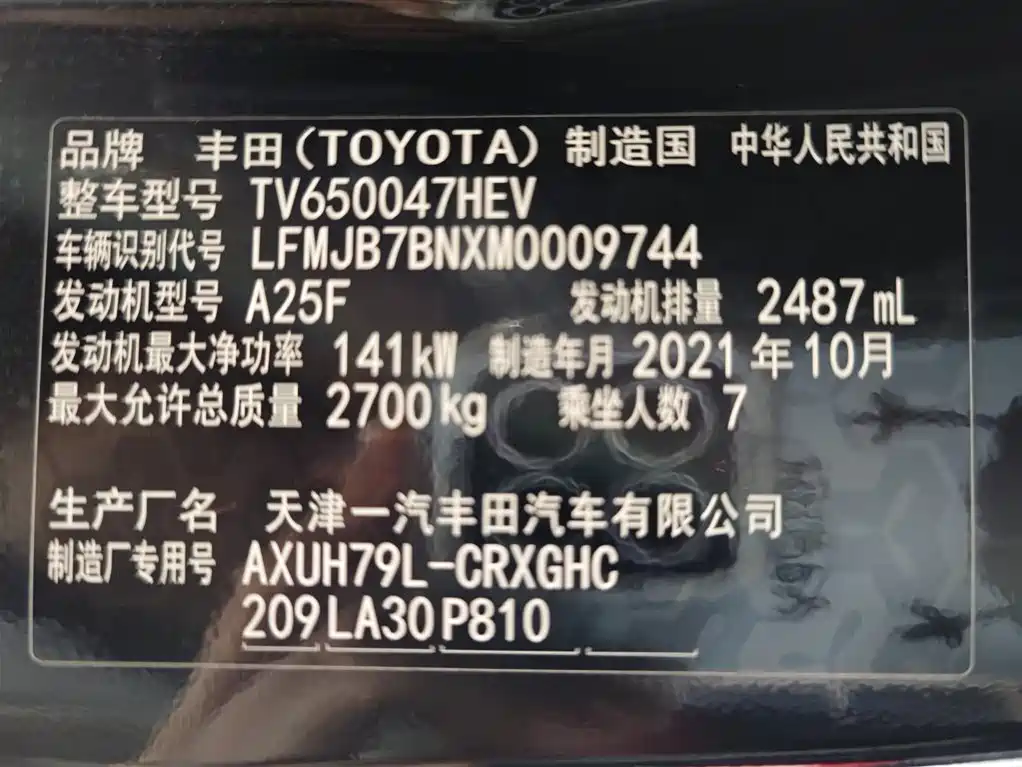 品牌 丰田(TOYOTA) 制造国 中华人民共和国
整车型号 TV650047HEV
车辆识别代号 LFMJB7BNXM0009744
发动机型号 A25F 发动机排量 2487mL
发动机最大净功率 141kW 制造年月 2021年10月
最大允许总质量 2700kg 乘坐人数 7
生产厂名 天津一汽丰田汽车有限公司
制造厂专用号 AXUH79L-CRXGHC
209 LA30 P810